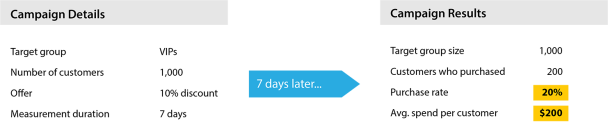 Campaign Details
Target group VIPs
Number of customers 1,000
Offer 10% discount
Measurement duration 7 days
7 days later...
Campaign Results
Target group size 1,000
Customers who purchased 200
Purchase rate 20%
Avg. spend per customer $200